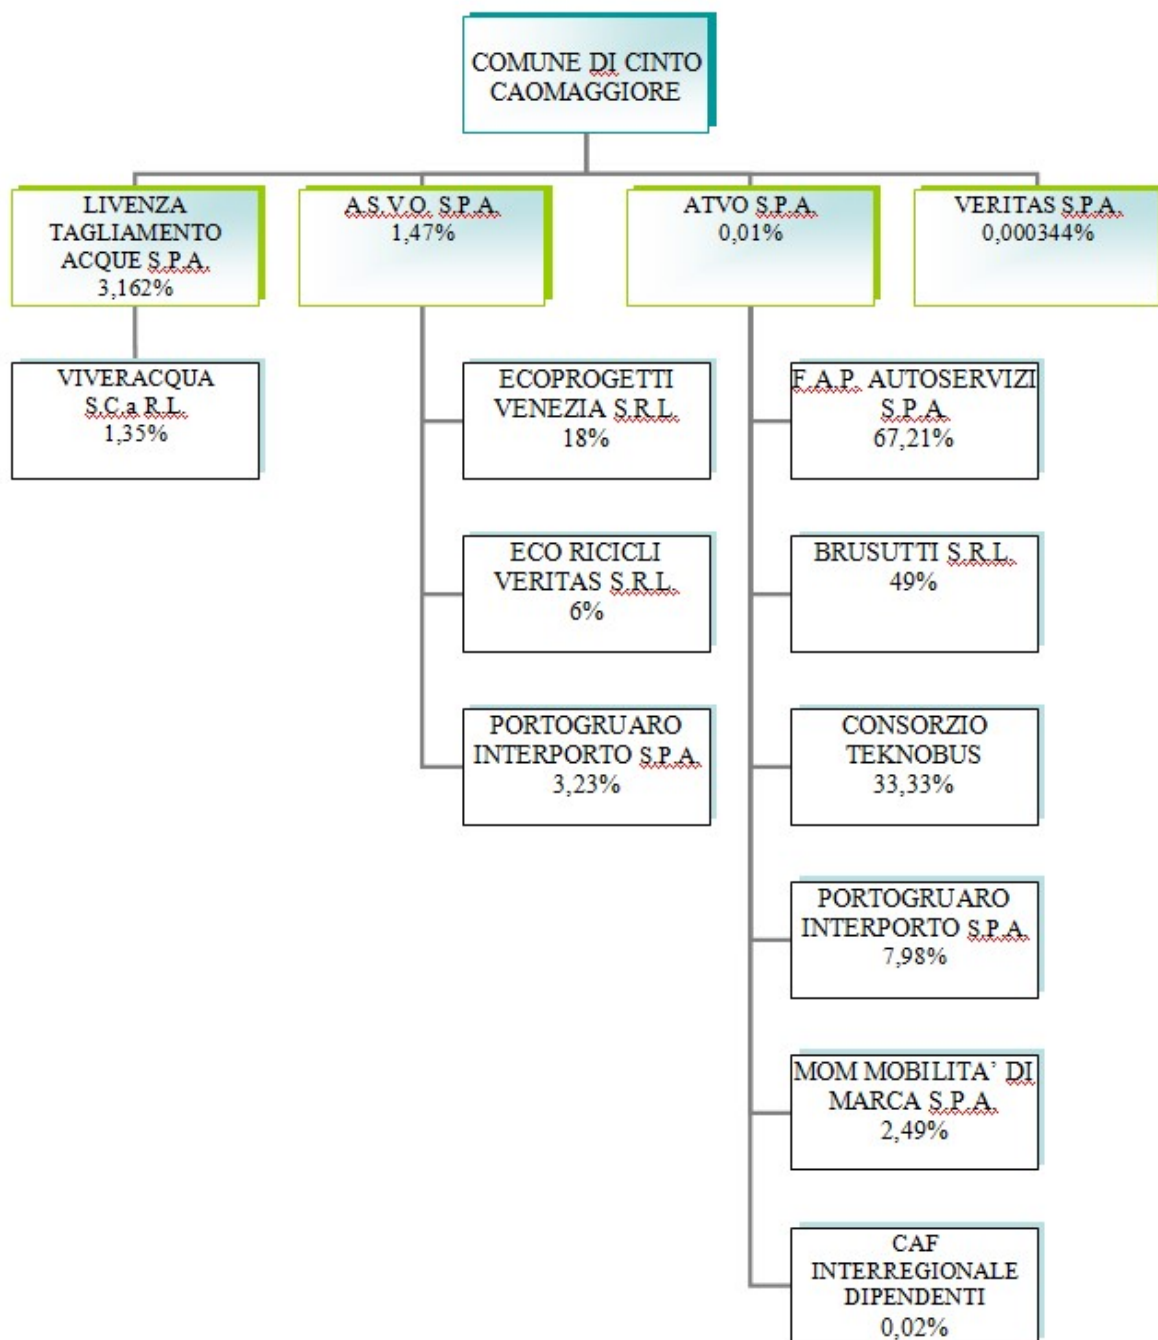 COMUNE DI CINTO
CAOMAGGIORE
LIVENZA
TAGLIAMENTO
ACQUE S.P.A.
3,162%
A.S.V.O. S.P.A.
1,47%
ATVO S.P.A.
0,01%
VERITAS S.P.A.
0,000344%
VIVERACQUA
S.C.a R.L.
1,35%
ECOPROGETTI
VENEZIA S.R.L.
18%
ECO RICICLI
VERITAS S.R.L.
6%
PORTOGRUARO
INTERPORTO S.P.A.
3,23%
F.A.P. AUTOSERVIZI
S.P.A.
67,21%
BRUSUTTI S.R.L.
49%
CONSORZIO
TEKNOBUS
33,33%
PORTOGRUARO
INTERPORTO S.P.A.
7,98%
MOM MOBILITA’ DI
MARCA S.P.A.
2,49%
CAF
INTERREGIONALE
DIPENDENTI
0,02%